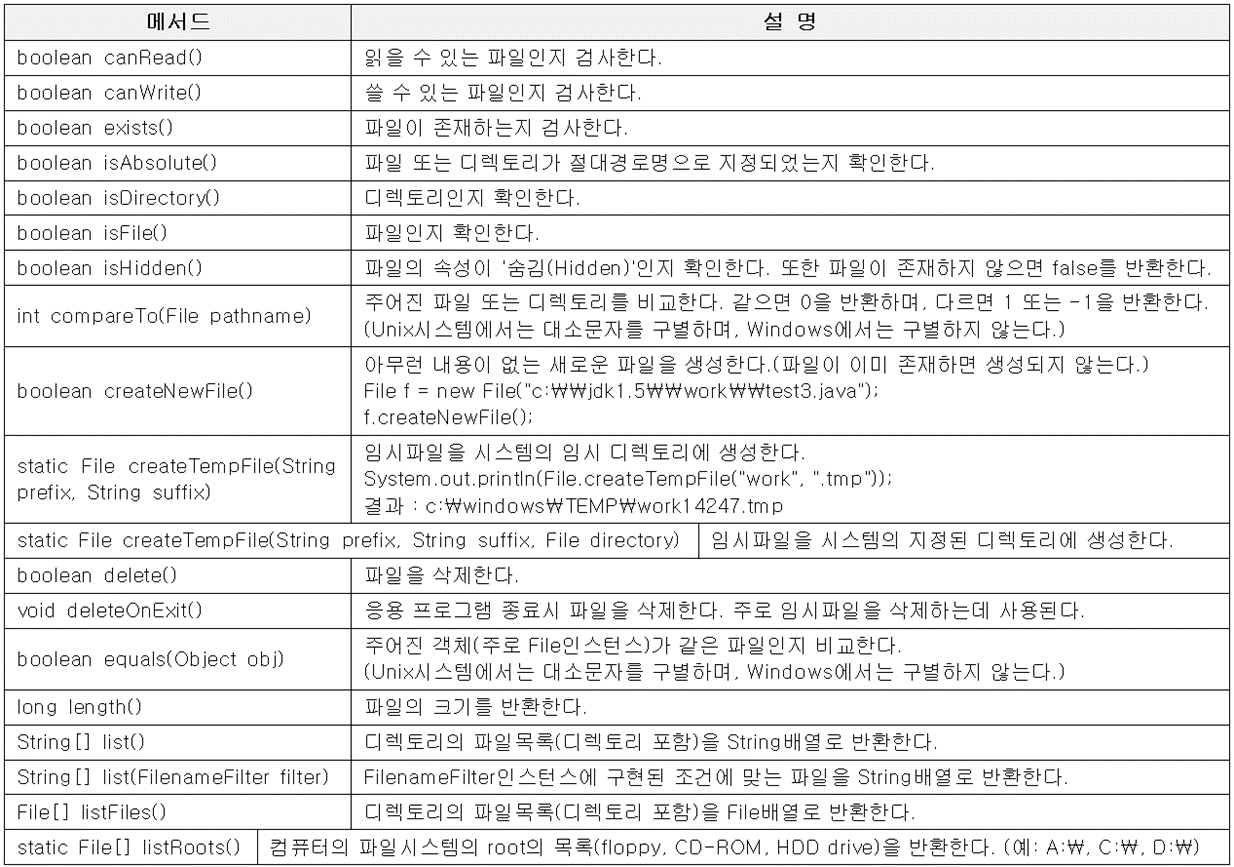 메서드 설 명
boolean canRead() 읽을 수 있는 파일인지 검사한다.
boolean canWrite() 쓸 수 있는 파일인지 검사한다.
boolean exists() 파일이 존재하는지 검사한다.
boolean isAbsolute() 파일 또는 디렉토리가 절대경로명으로 지정되었는지 확인한다.
boolean isDirectory() 디렉토리인지 확인한다.
boolean isFile() 파일인지 확인한다.
boolean isHidden() 파일의 속성이 '숨김(Hidden)'인지 확인한다. 또한 파일이 존재하지 않으면 false를 반환한다.
int compareTo(File pathname)
주어진 파일 또는 디렉토리를 비교한다. 같으면 0을 반환하며, 다르면 1 또는 -1을 반환한다.
(Unix시스템에서는 대소문자를 구별하며, Windows에서는 구별하지 않는다.)
boolean createNewFile()
아무런 내용이 없는 새로운 파일을 생성한다.(파일이 이미 존재하면 생성되지 않는다.)
File f = new File("c:₩₩jdk1.5₩₩work₩₩test3.java");
f.createNewFile();
static File createTempFile(String
prefix, String suffix)
임시파일을 시스템의 임시 디렉토리에 생성한다.
System.out.println(File.createTempFile("work", ".tmp"));
결과 : c:₩windows₩TEMP₩work14247.tmp
static File createTempFile(String prefix, String suffix, File directory) 임시파일을 시스템의 지정된 디렉토리에 생성한다.
boolean delete() 파일을 삭제한다.
void deleteOnExit() 응용 프로그램 종료시 파일을 삭제한다. 주로 임시파일을 삭제하는데 사용된다.
boolean equals(Object obj)
주어진 객체(주로 File인스턴스)가 같은 파일인지 비교한다.
(Unix시스템에서는 대소문자를 구별하며, Windows에서는 구별하지 않는다.)
long length() 파일의 크기를 반환한다.
String[] list() 디렉토리의 파일목록(디렉토리 포함)을 String배열로 반환한다.
String[] list(FilenameFilter filter) FilenameFilter인스턴스에 구현된 조건에 맞는 파일을 String배열로 반환한다.
File[] listFiles() 디렉토리의 파일목록(디렉토리 포함)을 File배열로 반환한다.
static File[] listRoots() 컴퓨터의 파일시스템의 root의 목록(floppy, CD-ROM, HDD drive)을 반환한다. (예: A:₩, C:₩, D:₩)